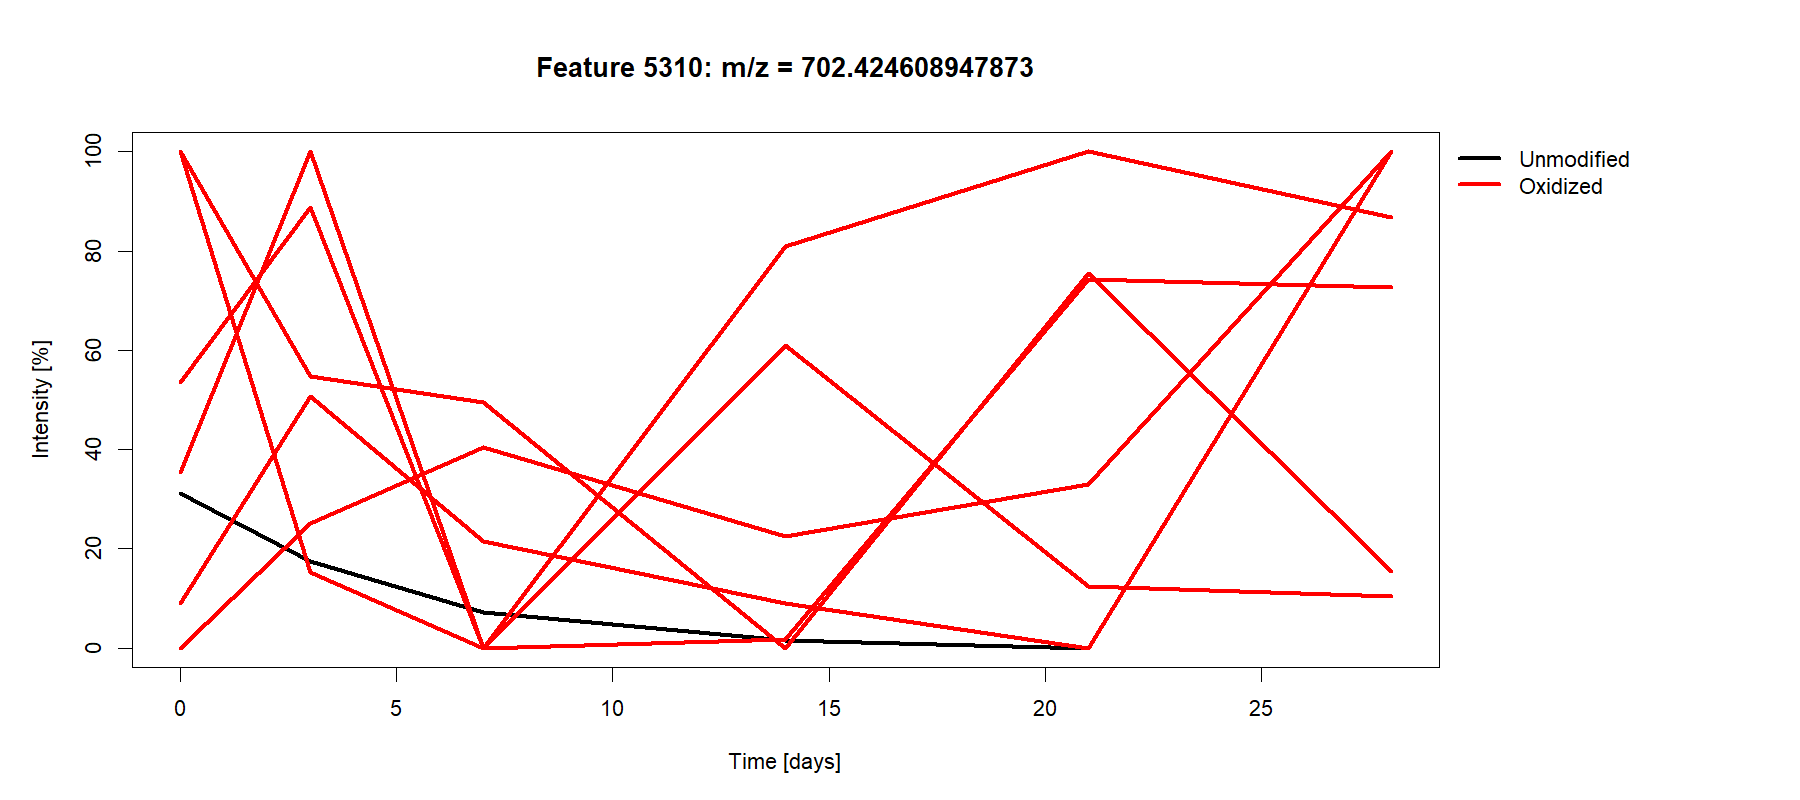 Feature 5310: m/z = 702.424608947873
Unmodified
Oxidized
Intensity [%]
100
80
60
40
20
0
0 5 10 15 20 25
Time [days]